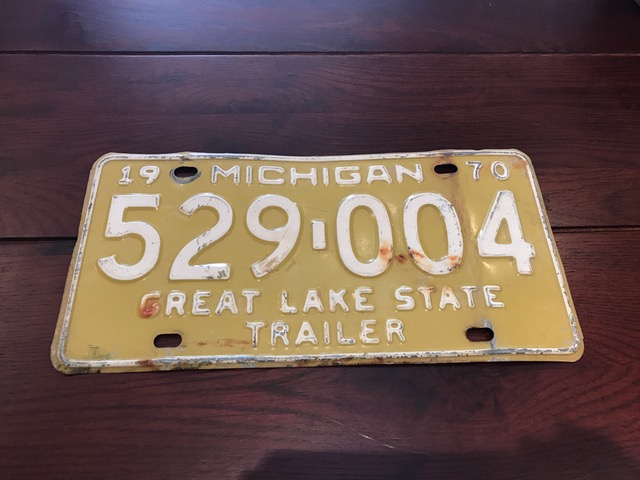 19 MICHIGAN 70
529-004
GREAT LAKE STATE
TRAILER